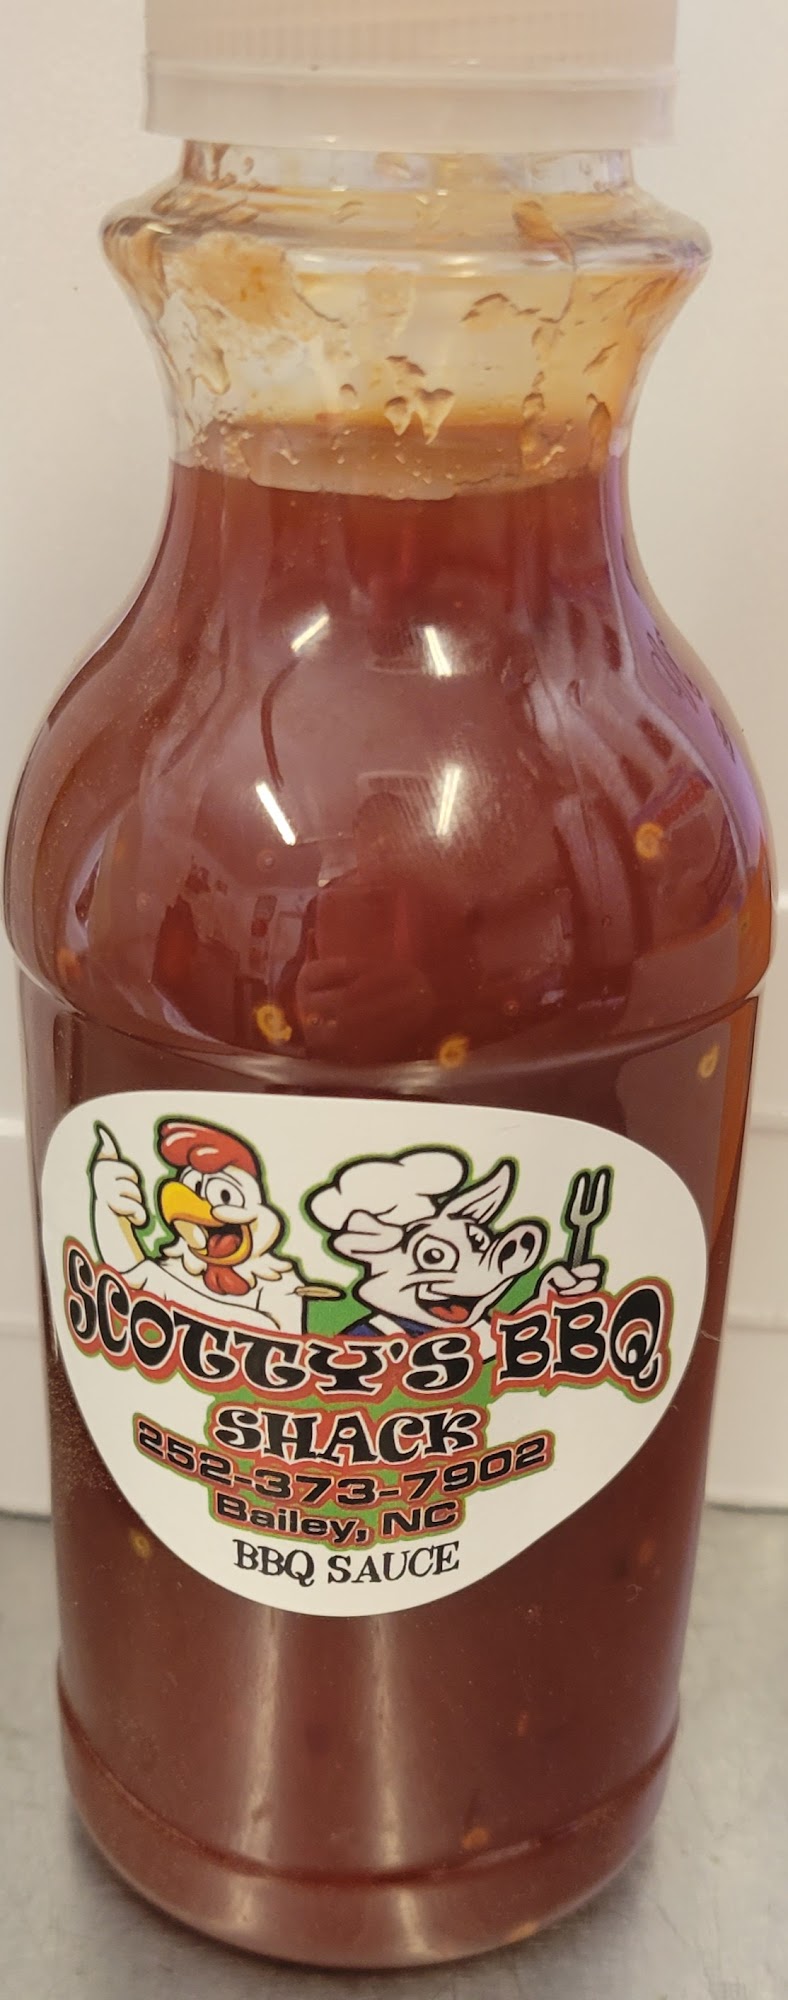 SCOTTY'S BBQ
SHACK
252-373-7902
Bailey, NC
BBQ SAUCE